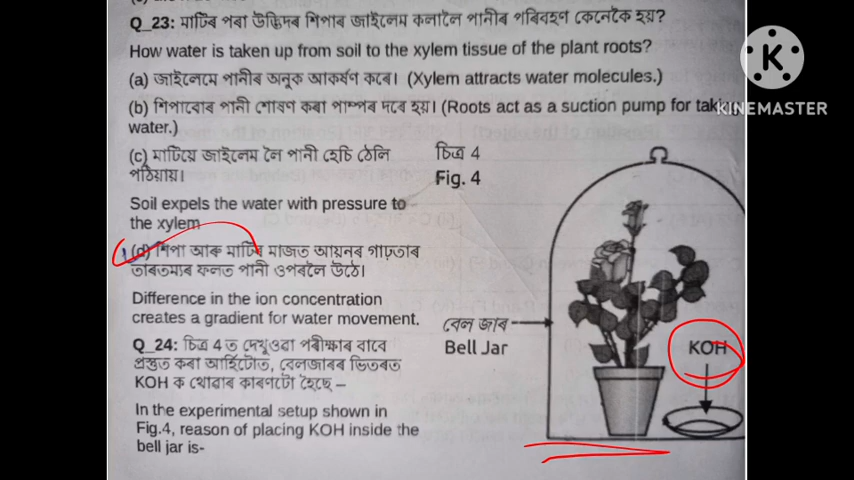 Q_23: মাটিৰ পৰা উদ্ভিদৰ শিপাৰ জাইলেম কলালৈ পানীৰ পৰিবহণ কেনেকৈ হয়?
How water is taken up from soil to the xylem tissue of the plant roots?
(a) জাইলেমে পানীৰ অনুক আকৰ্ষণ কৰে। (Xylem attracts water molecules.)
(b) শিপাবোৰ পানী শোষণ কৰা পাম্পৰ দৰে হয়। (Roots act as a suction pump for
water.)
(c) মাটিয়ে জাইলেম লৈ পানী হেচি ঠেলি
পঠিয়ায়।
Soil expels the water with pressure to
the xylem
(d) শিপা আৰু মাটিৰ মাজত আয়নৰ গাঢ়তাৰ
তাৰতম্যৰ ফলত পানী ওপৰলৈ উঠে।
Difference in the ion concentration
creates a gradient for water movement.
Q_24: চিত্ৰ 4 ত দেখুওৱা পৰীক্ষাৰ বাবে
প্ৰস্তুত কৰা আৰ্হিটোত, বেলজাৰৰ ভিতৰত
KOH ক থোৱাৰ কাৰণটো হৈছে –
In the experimental setup shown in
Fig.4, reason of placing KOH inside the
bell jar is-
চিত্ৰ 4
Fig. 4
বেল জাৰ
Bell Jar
KOH
K
KINEMASTER